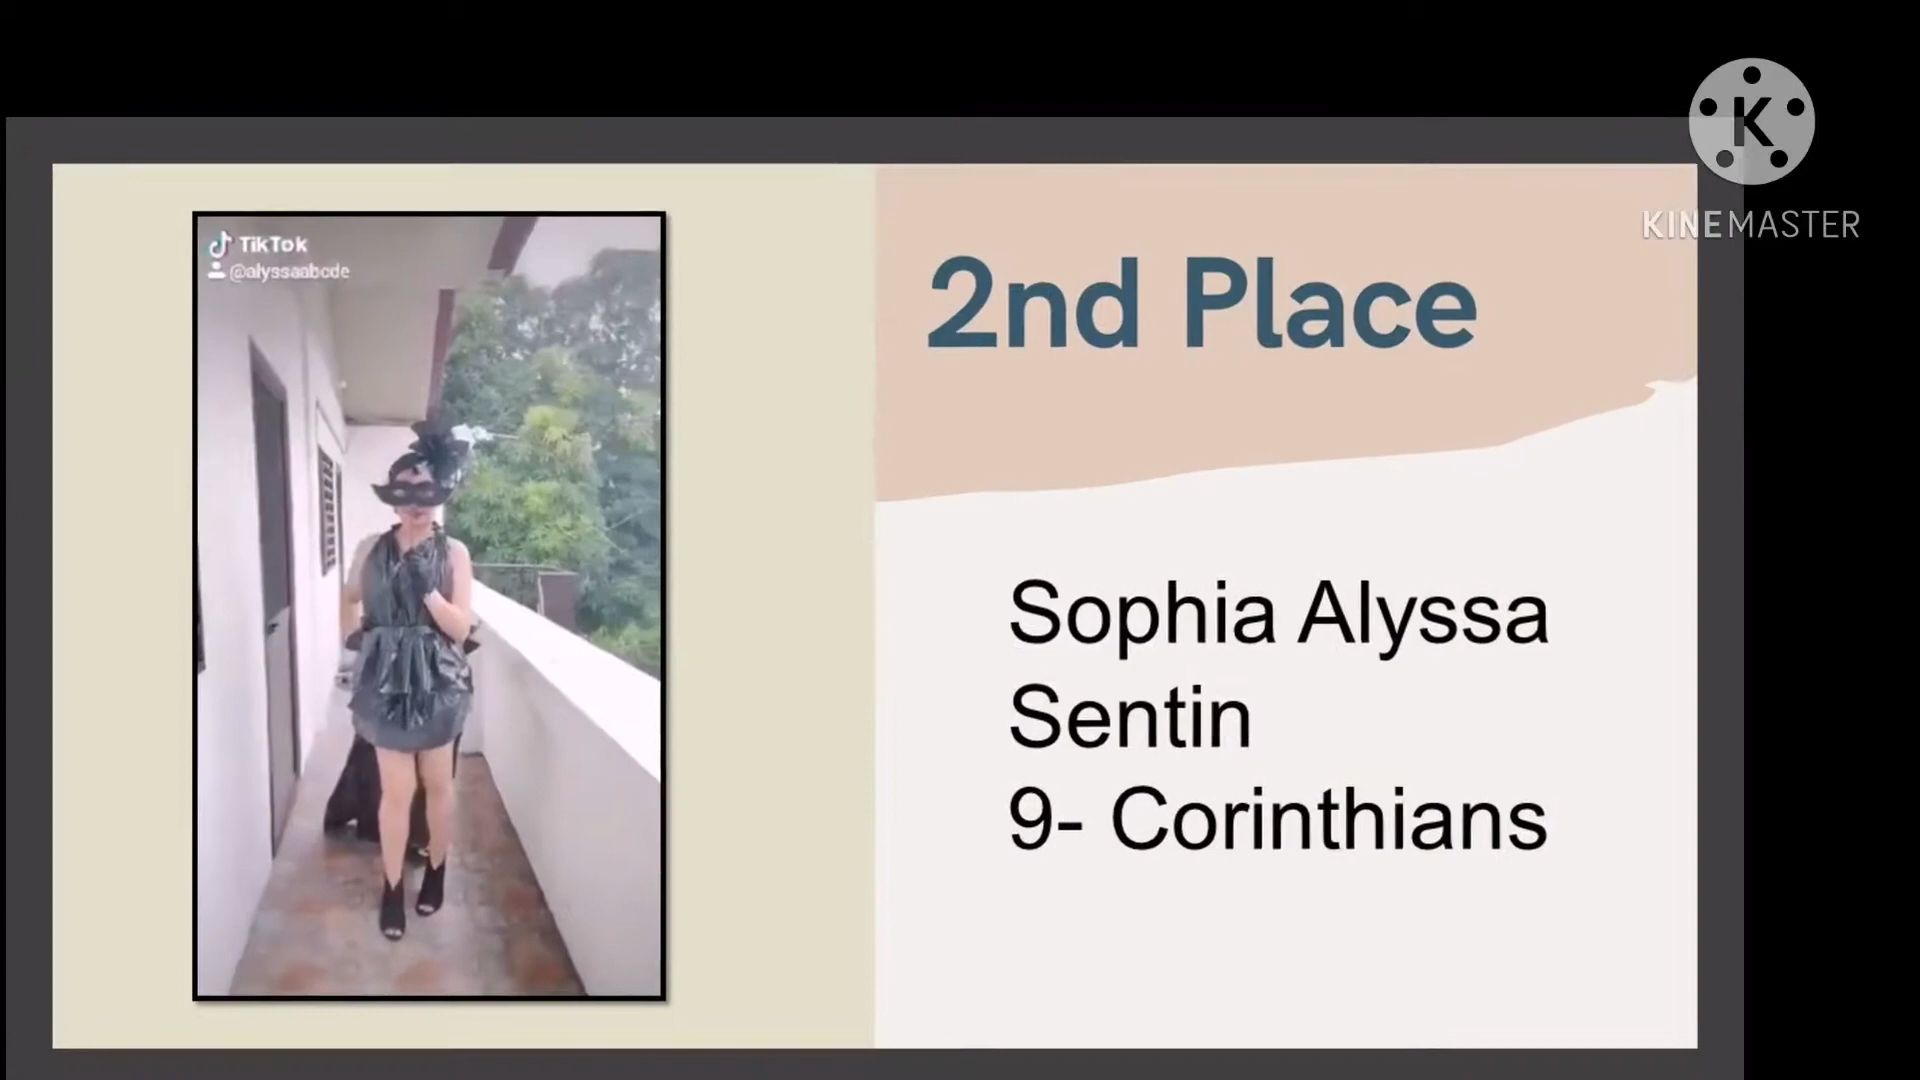 K
KINEMASTER
TikTok
@alyssaabcde
2nd Place
Sophia Alyssa
Sentin
9- Corinthians